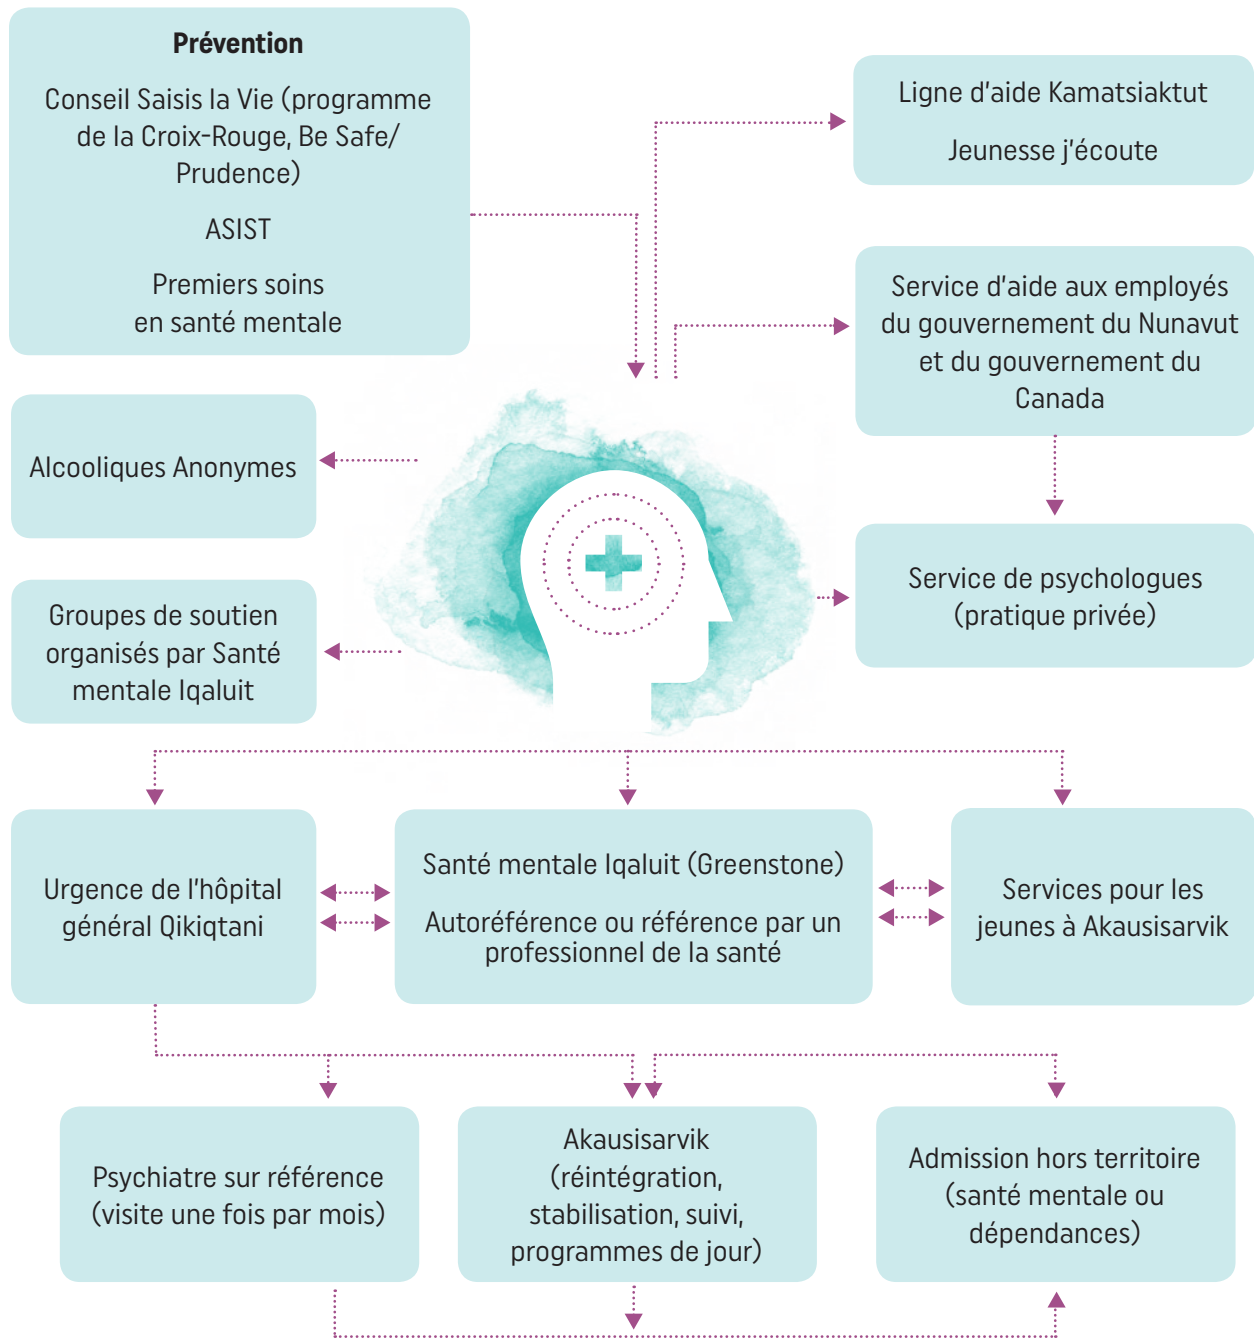 Prévention
Conseil Saisis la Vie (programme
de la Croix-Rouge, Be Safe/
Prudence)
ASIST
Premiers soins
en santé mentale
Ligne d'aide Kamatsiaktut
Jeunesse j'écoute
Service d'aide aux employés
du gouvernement du Nunavut
et du gouvernement du
Canada
Alcooliques Anonymes
Service de psychologues
(pratique privée)
Groupes de soutien
organisés par Santé
mentale Iqaluit
Urgence de l'hôpital
général Qikiqtani
Santé mentale Iqaluit (Greenstone)
Autoréférence ou référence par un
professionnel de la santé
Services pour les
jeunes à Akausisarvik
Psychiatre sur référence
(visite une fois par mois)
Akausisarvik
(réintégration,
stabilisation, suivi,
programmes de jour)
Admission hors territoire
(santé mentale ou
dépendances)